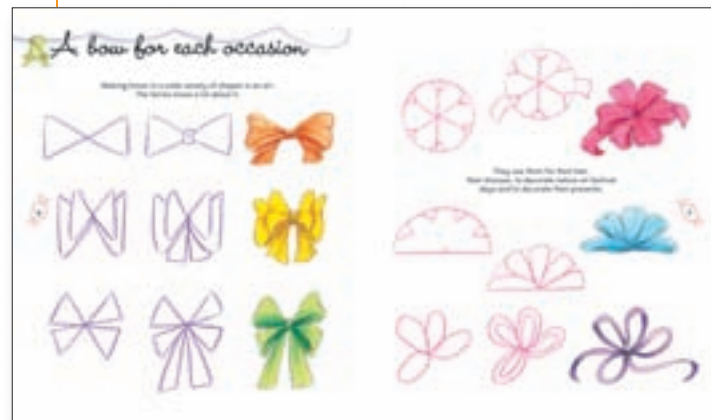 A bow for each occasion
Making bows in a wide variety of shapes is an art.
The fairies know a lot about it.
They use them for their hair,
their dresses, to decorate nature on festival
days and to decorate their presents.